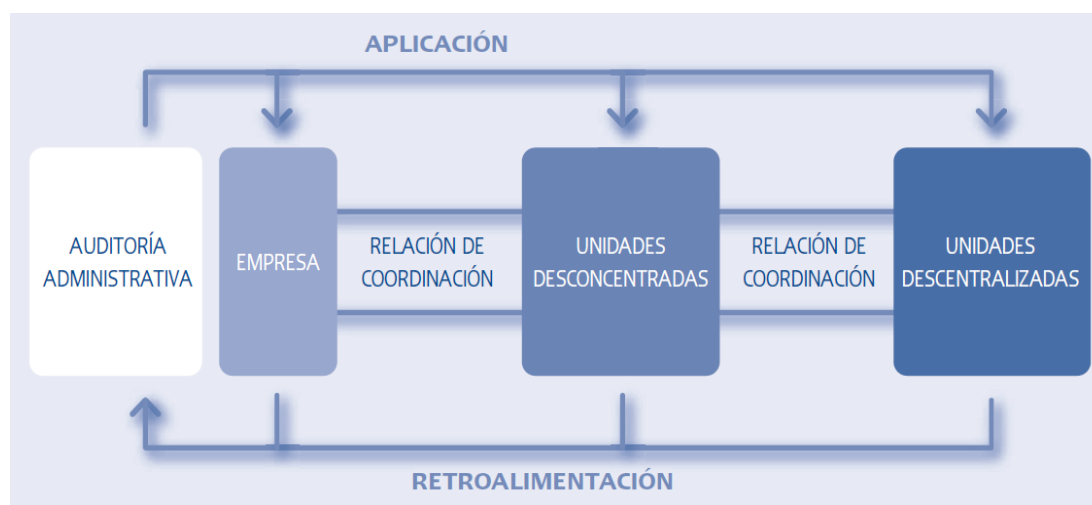 APLICACIÓN
AUDITORÍA
ADMINISTRATIVA
EMPRESA
RELACIÓN DE
COORDINACIÓN
UNIDADES
DESCONCENTRADAS
RELACIÓN DE
COORDINACIÓN
UNIDADES
DESCENTRALIZADAS
RETROALIMENTACIÓN